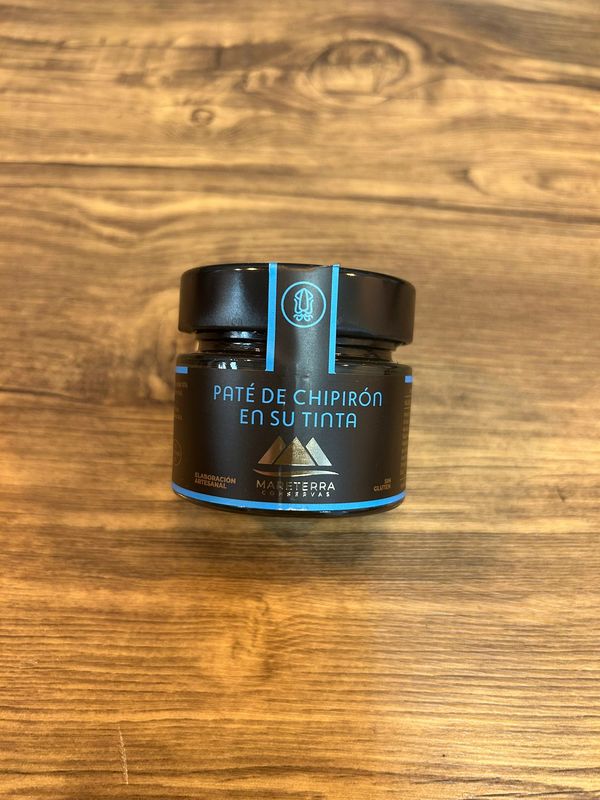 PATÉ DE CHIPIRÓN
EN SU TINTA
MARETERRA
CONSERVAS
ELABORACIÓN
ARTESANAL
SIN
GLUTEN